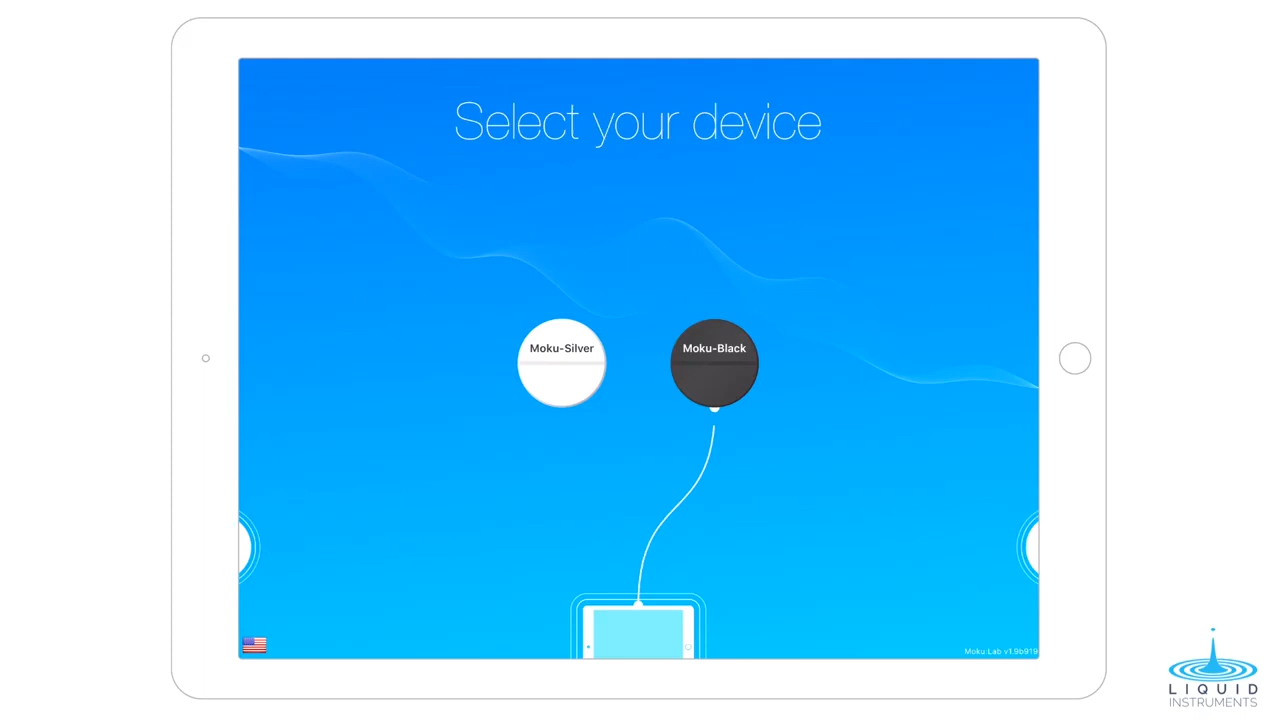 Select your device
Moku-Silver
Moku-Black
Moku:Lab v1.9b919
LIQUID
INSTRUMENTS